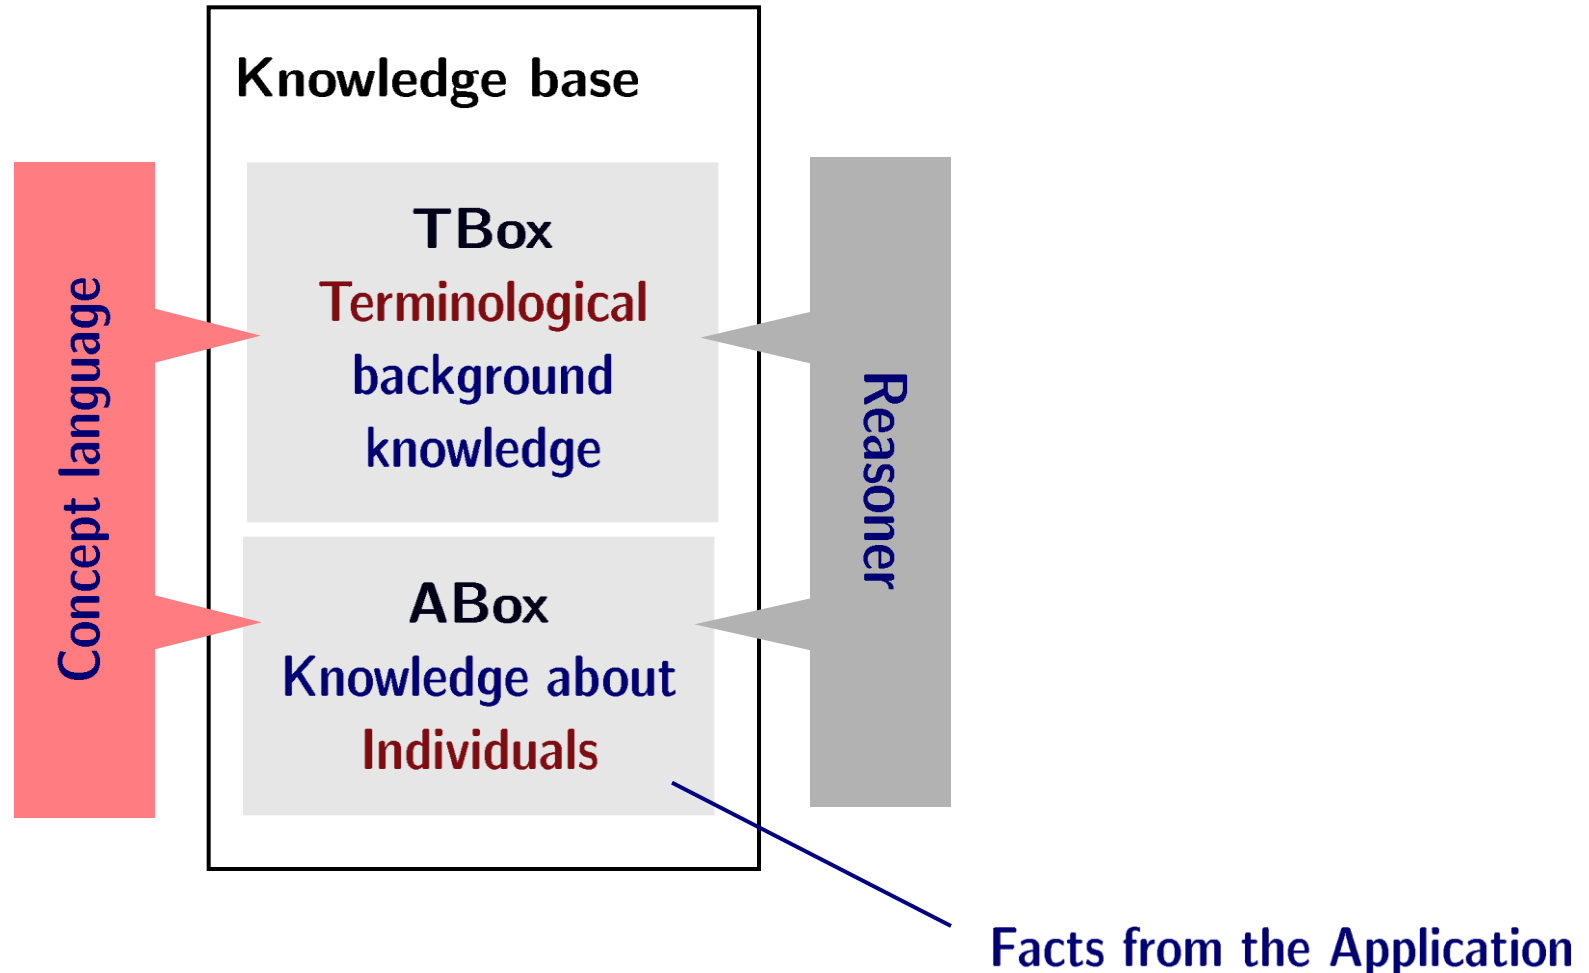 Knowledge base
Concept language
TBox
Terminological
background
knowledge
Reasoner
ABox
Knowledge about
Individuals
Facts from the Application